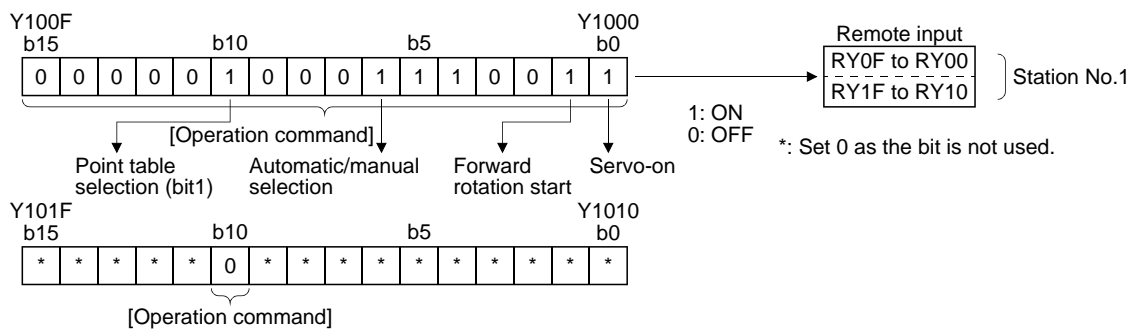 Y100F Y1000
b15 b10 b5 b0
0 0 0 0 0 1 0 0 0 1 1 1 0 0 1 1
Remote input
RY0F to RY00
RY1F to RY10
Station No.1
1: ON
0: OFF
*: Set 0 as the bit is not used.
[Operation command]
Point table
selection (bit1)
Automatic/manual
selection
Forward
rotation start
Servo-on
Y101F Y1010
b15 b10 b5 b0
* * * * * 0 * * * * * * * * * *
[Operation command]